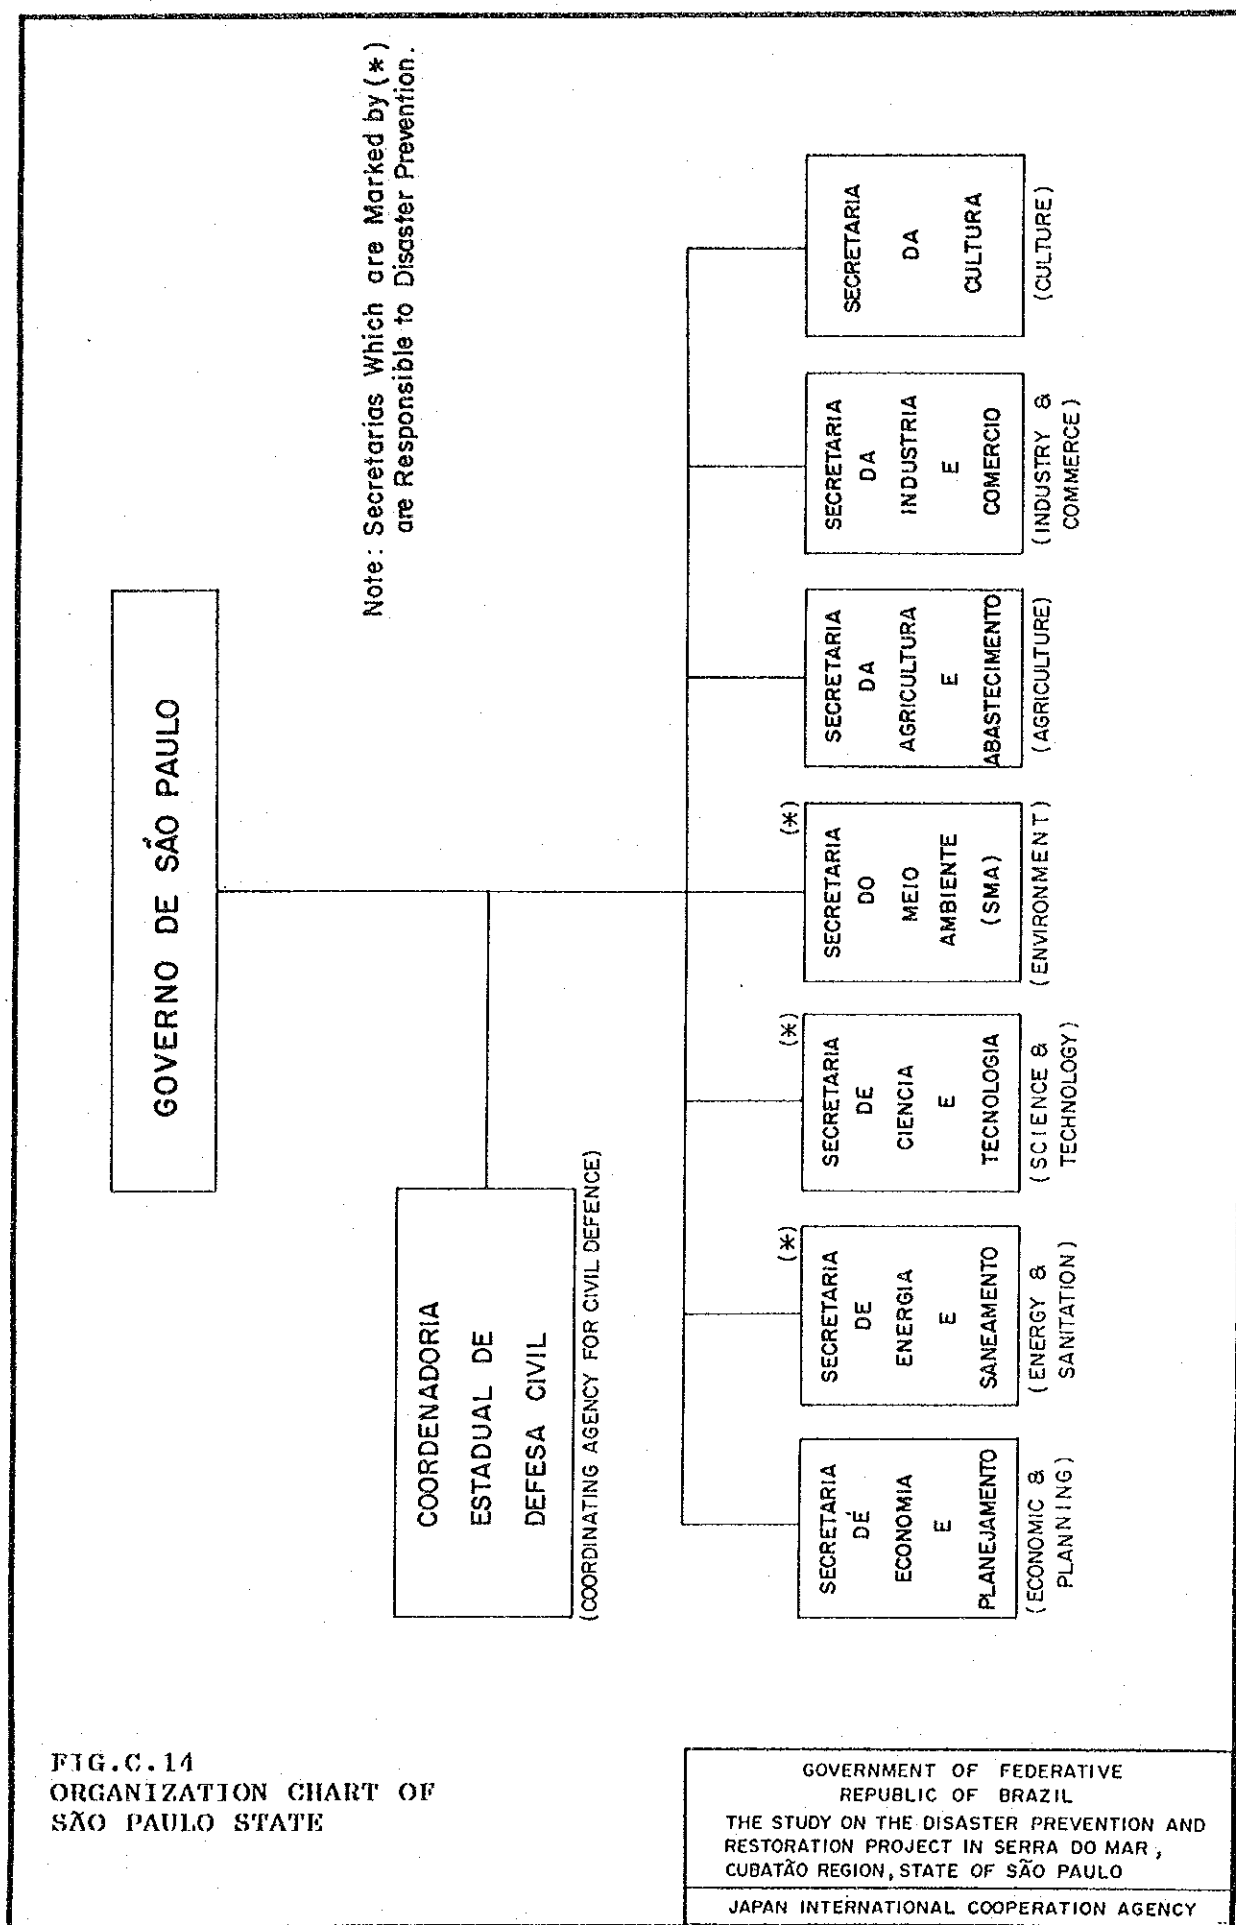 GOVERNO DE SÃO PAULO
Note: Secretarias Which are Marked by (*)
are Responsible to Disaster Prevention.
COORDENADORIA
ESTADUAL DE
DEFESA CIVIL
(COORDINATING AGENCY FOR CIVIL DEFENCE)
SECRETARIA
DÉ
ECONOMIA
E
PLANEJAMENTO
(ECONOMIC &
PLANNING)
(*)
SECRETARIA
DE
ENERGIA
E
SANEAMENTO
(ENERGY &
SANITATION)
(*)
SECRETARIA
DE
CIENCIA
E
TECNOLOGIA
(SCIENCE &
TECHNOLOGY)
(*)
SECRETARIA
DO
MEIO
AMBIENTE
(SMA)
(ENVIRONMENT)
SECRETARIA
DA
AGRICULTURA
E
ABASTECIMENTO
(AGRICULTURE)
SECRETARIA
DA
INDUSTRIA
E
COMERCIO
(INDUSTRY &
COMMERCE)
SECRETARIA
DA
CULTURA
(CULTURE)
FIG.C.14
ORGANIZATION CHART OF
SÃO PAULO STATE
GOVERNMENT OF FEDERATIVE
REPUBLIC OF BRAZIL
THE STUDY ON THE DISASTER PREVENTION AND
RESTORATION PROJECT IN SERRA DO MAR,
CUBATÃO REGION, STATE OF SÃO PAULO
JAPAN INTERNATIONAL COOPERATION AGENCY